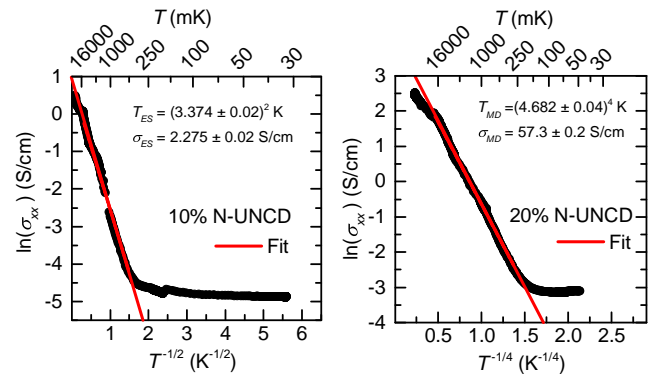 T (mK)
16000 1000 250 100 50 30
1
0
-1
-2
-3
-4
-5
ln(σxx) (S/cm)
T_ES = (3.374 ± 0.02)² K
σ_ES = 2.275 ± 0.02 S/cm
10% N-UNCD
Fit
0 1 2 3 4 5 6
T^-1/2 (K^-1/2)
T (mK)
16000 1000 250 100 50 30
3
2
1
0
-1
-2
-3
-4
ln(σxx) (S/cm)
T_MD =(4.682 ± 0.04)⁴ K
σ_MD = 57.3 ± 0.2 S/cm
20% N-UNCD
Fit
0.5 1.0 1.5 2.0 2.5
T^-1/4 (K^-1/4)